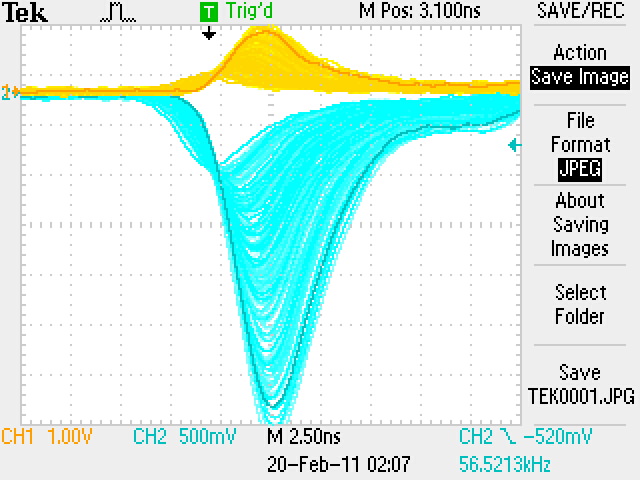 Tek Trig'd M Pos: 3.100ns SAVE/REC
T
Action
Save Image
2
File
Format
JPEG
About
Saving
Images
Select
Folder
Save
TEK0001.JPG
CH1 1.00V CH2 500mV M 2.50ns CH2 -520mV
20-Feb-11 02:07 56.5213kHz